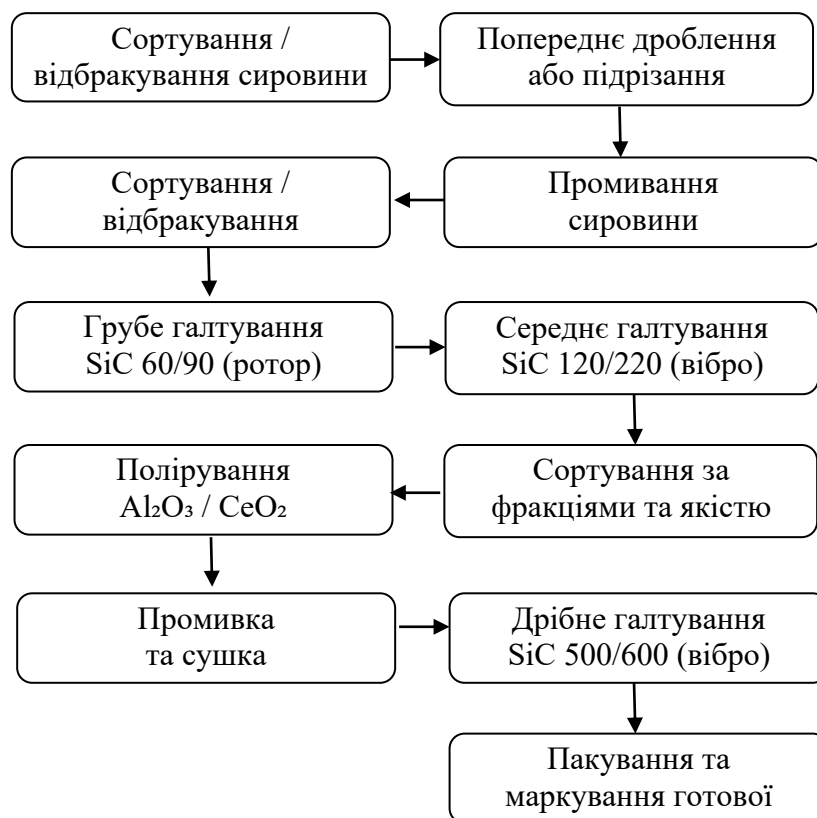 Сортування /
відбракування сировини
Попереднє дроблення
або підрізання
Промивання
сировини
Сортування /
відбракування
Грубе галтування
SiC 60/90 (ротор)
Середнє галтування
SiC 120/220 (вібро)
Сортування за
фракціями та якістю
Полірування
Al₂O₃ / CeO₂
Промивка
та сушка
Дрібне галтування
SiC 500/600 (вібро)
Пакування та
маркування готової